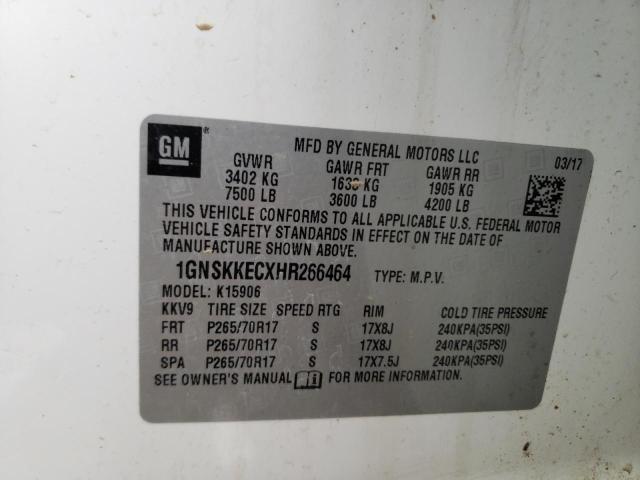 GM ®
MFD BY GENERAL MOTORS LLC 03/17
GVWR GAWR FRT GAWR RR
3402 KG 1633 KG 1905 KG
7500 LB 3600 LB 4200 LB
THIS VEHICLE CONFORMS TO ALL APPLICABLE U.S. FEDERAL MOTOR
VEHICLE SAFETY STANDARDS IN EFFECT ON THE DATE OF
MANUFACTURE SHOWN ABOVE.
1GNSKKECXHR266464 TYPE: M.P.V.
MODEL: K15906
KKV9 TIRE SIZE SPEED RTG RIM COLD TIRE PRESSURE
FRT P265/70R17 S 17X8J 240KPA(35PSI)
RR P265/70R17 S 17X8J 240KPA(35PSI)
SPA P265/70R17 S 17X7.5J 240KPA(35PSI)
SEE OWNER'S MANUAL i FOR MORE INFORMATION.